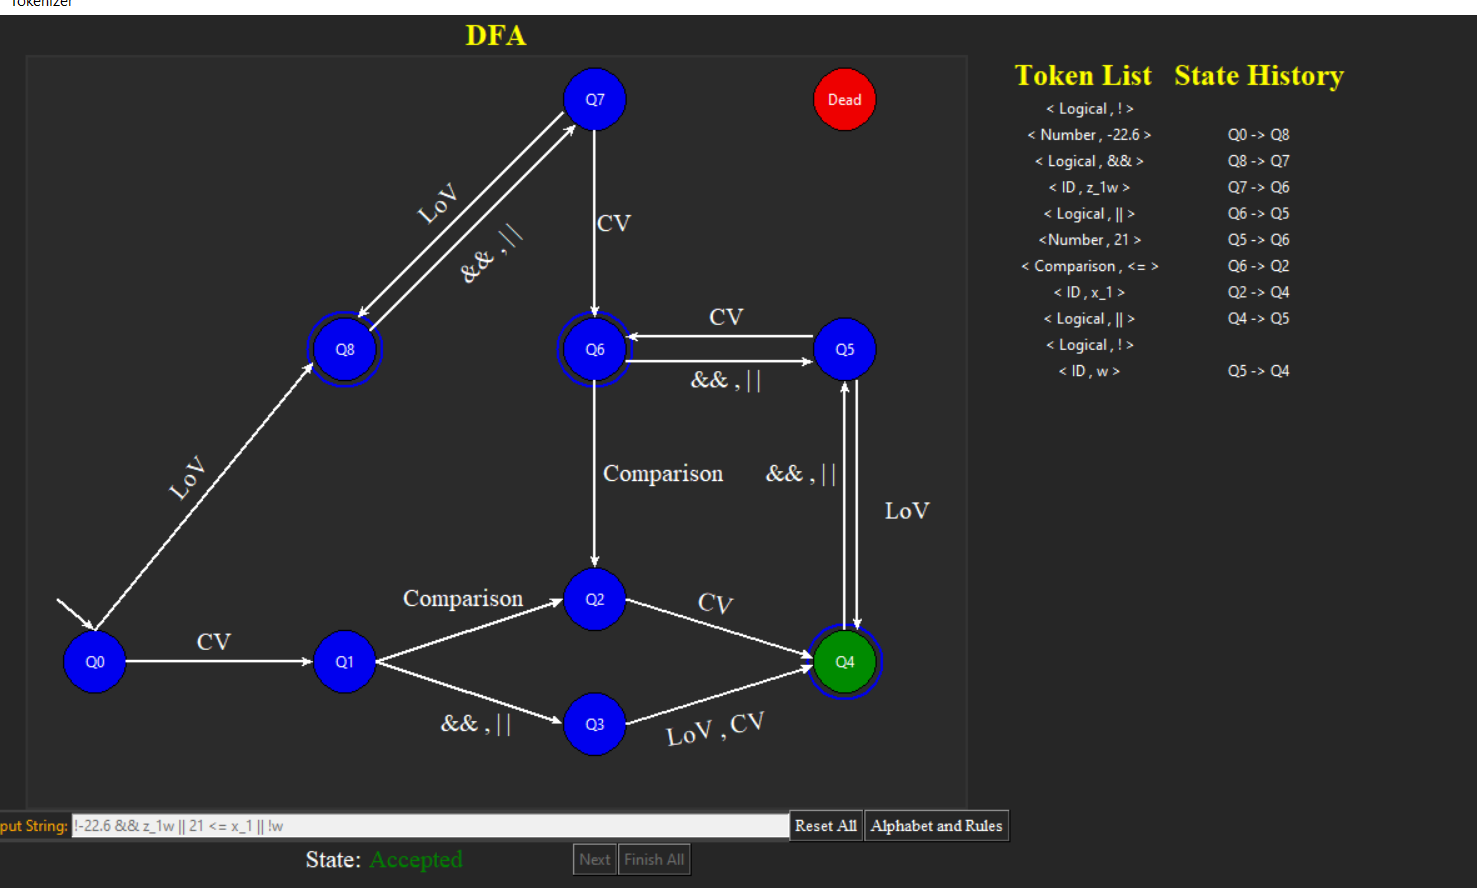 Tokenizer
DFA
Token List State History
< Logical , ! >
< Number , -22.6 > Q0 -> Q8
< Logical , && > Q8 -> Q7
< ID , z_1w > Q7 -> Q6
< Logical , || > Q6 -> Q5
<Number , 21 > Q5 -> Q6
< Comparison , <= > Q6 -> Q2
< ID , x_1 > Q2 -> Q4
< Logical , || > Q4 -> Q5
< Logical , ! >
< ID , w > Q5 -> Q4
Q7
Dead
LoV
&& , ||
CV
Q8
Q6
CV
Q5
&& , ||
LoV
Comparison
&& , ||
LoV
Comparison
Q2
CV
Q0
CV
Q1
Q4
&& , ||
Q3
LoV , CV
put String: !-22.6 && z_1w || 21 <= x_1 || !w Reset All Alphabet and Rules
State: Accepted Next Finish All